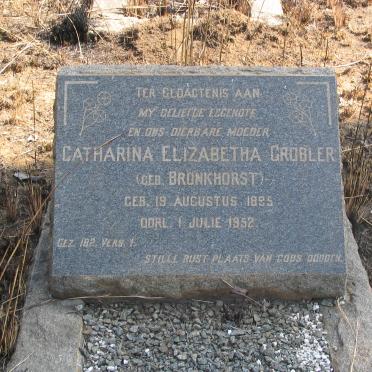 TER GEDAGTENIS AAN
MY GELIEFDE EGGENOTE
EN ONS DIERBARE MOEDER
CATHARINA ELIZABETHA GROBLER
(GEB. BRONKHORST)
GEB. 19 AUGUSTUS 1895
OORL. 1 JULIE 1952.
GEZ. 182. VERS. 1.
STILLE RUST PLAATS VAN GODS DOODEN.